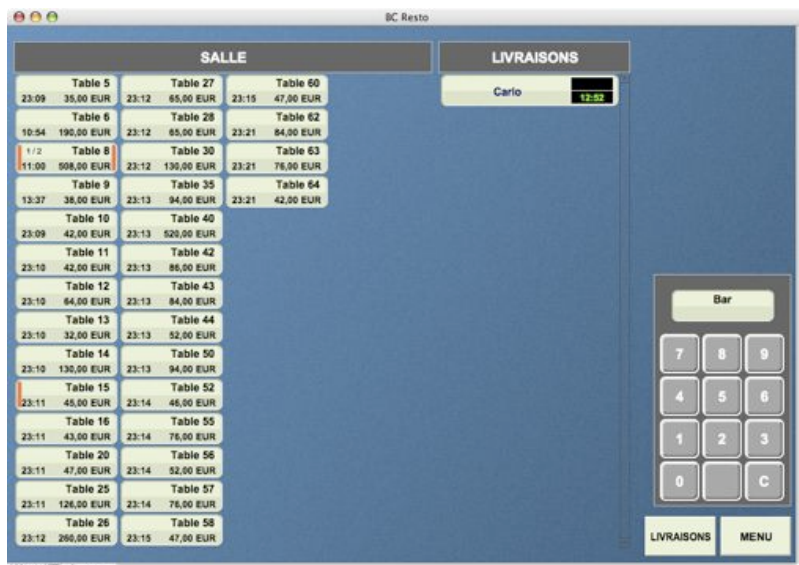 BC Resto
SALLE
LIVRAISONS
Table 5
23:09 35,00 EUR
Table 6
10:54 190,00 EUR
1/2 Table 8
11:00 508,00 EUR
Table 9
13:37 38,00 EUR
Table 10
23:09 42,00 EUR
Table 11
23:10 42,00 EUR
Table 12
23:10 64,00 EUR
Table 13
23:10 32,00 EUR
Table 14
23:10 130,00 EUR
Table 15
23:11 45,00 EUR
Table 16
23:11 43,00 EUR
Table 20
23:11 47,00 EUR
Table 25
23:11 126,00 EUR
Table 26
23:12 260,00 EUR
Table 27
23:12 65,00 EUR
Table 28
23:12 65,00 EUR
Table 30
23:12 130,00 EUR
Table 35
23:13 94,00 EUR
Table 40
23:13 520,00 EUR
Table 42
23:13 86,00 EUR
Table 43
23:13 84,00 EUR
Table 44
23:13 52,00 EUR
Table 50
23:13 94,00 EUR
Table 52
23:14 46,00 EUR
Table 55
23:14 76,00 EUR
Table 56
23:14 52,00 EUR
Table 57
23:14 76,00 EUR
Table 58
23:15 47,00 EUR
Table 60
23:15 47,00 EUR
Table 62
23:21 84,00 EUR
Table 63
23:21 76,00 EUR
Table 64
23:21 42,00 EUR
Carlo
12:52
Bar
7 8 9
4 5 6
1 2 3
0 C
LIVRAISONS MENU